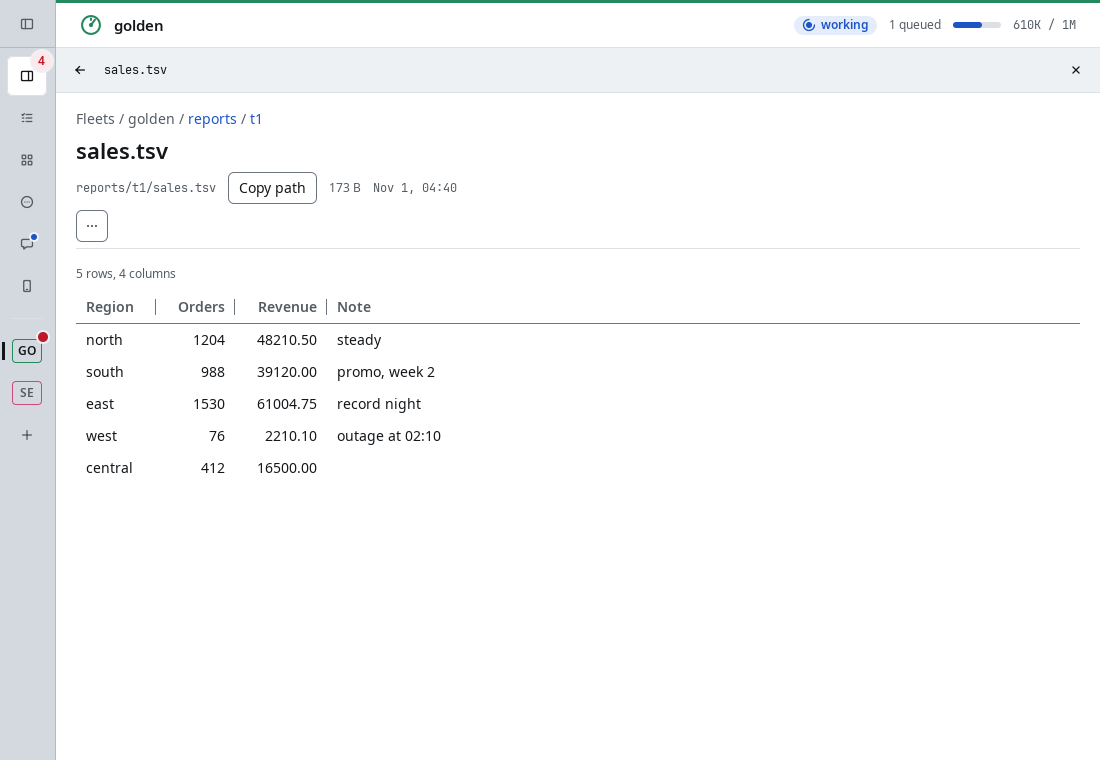 golden
working
1 queued
610K / 1M
4
sales.tsv
Fleets / golden / reports / t1
sales.tsv
reports/t1/sales.tsv
Copy path
173 B
Nov 1, 04:40
...
5 rows, 4 columns
Region Orders Revenue Note
north 1204 48210.50 steady
south 988 39120.00 promo, week 2
east 1530 61004.75 record night
west 76 2210.10 outage at 02:10
central 412 16500.00
GO
SE